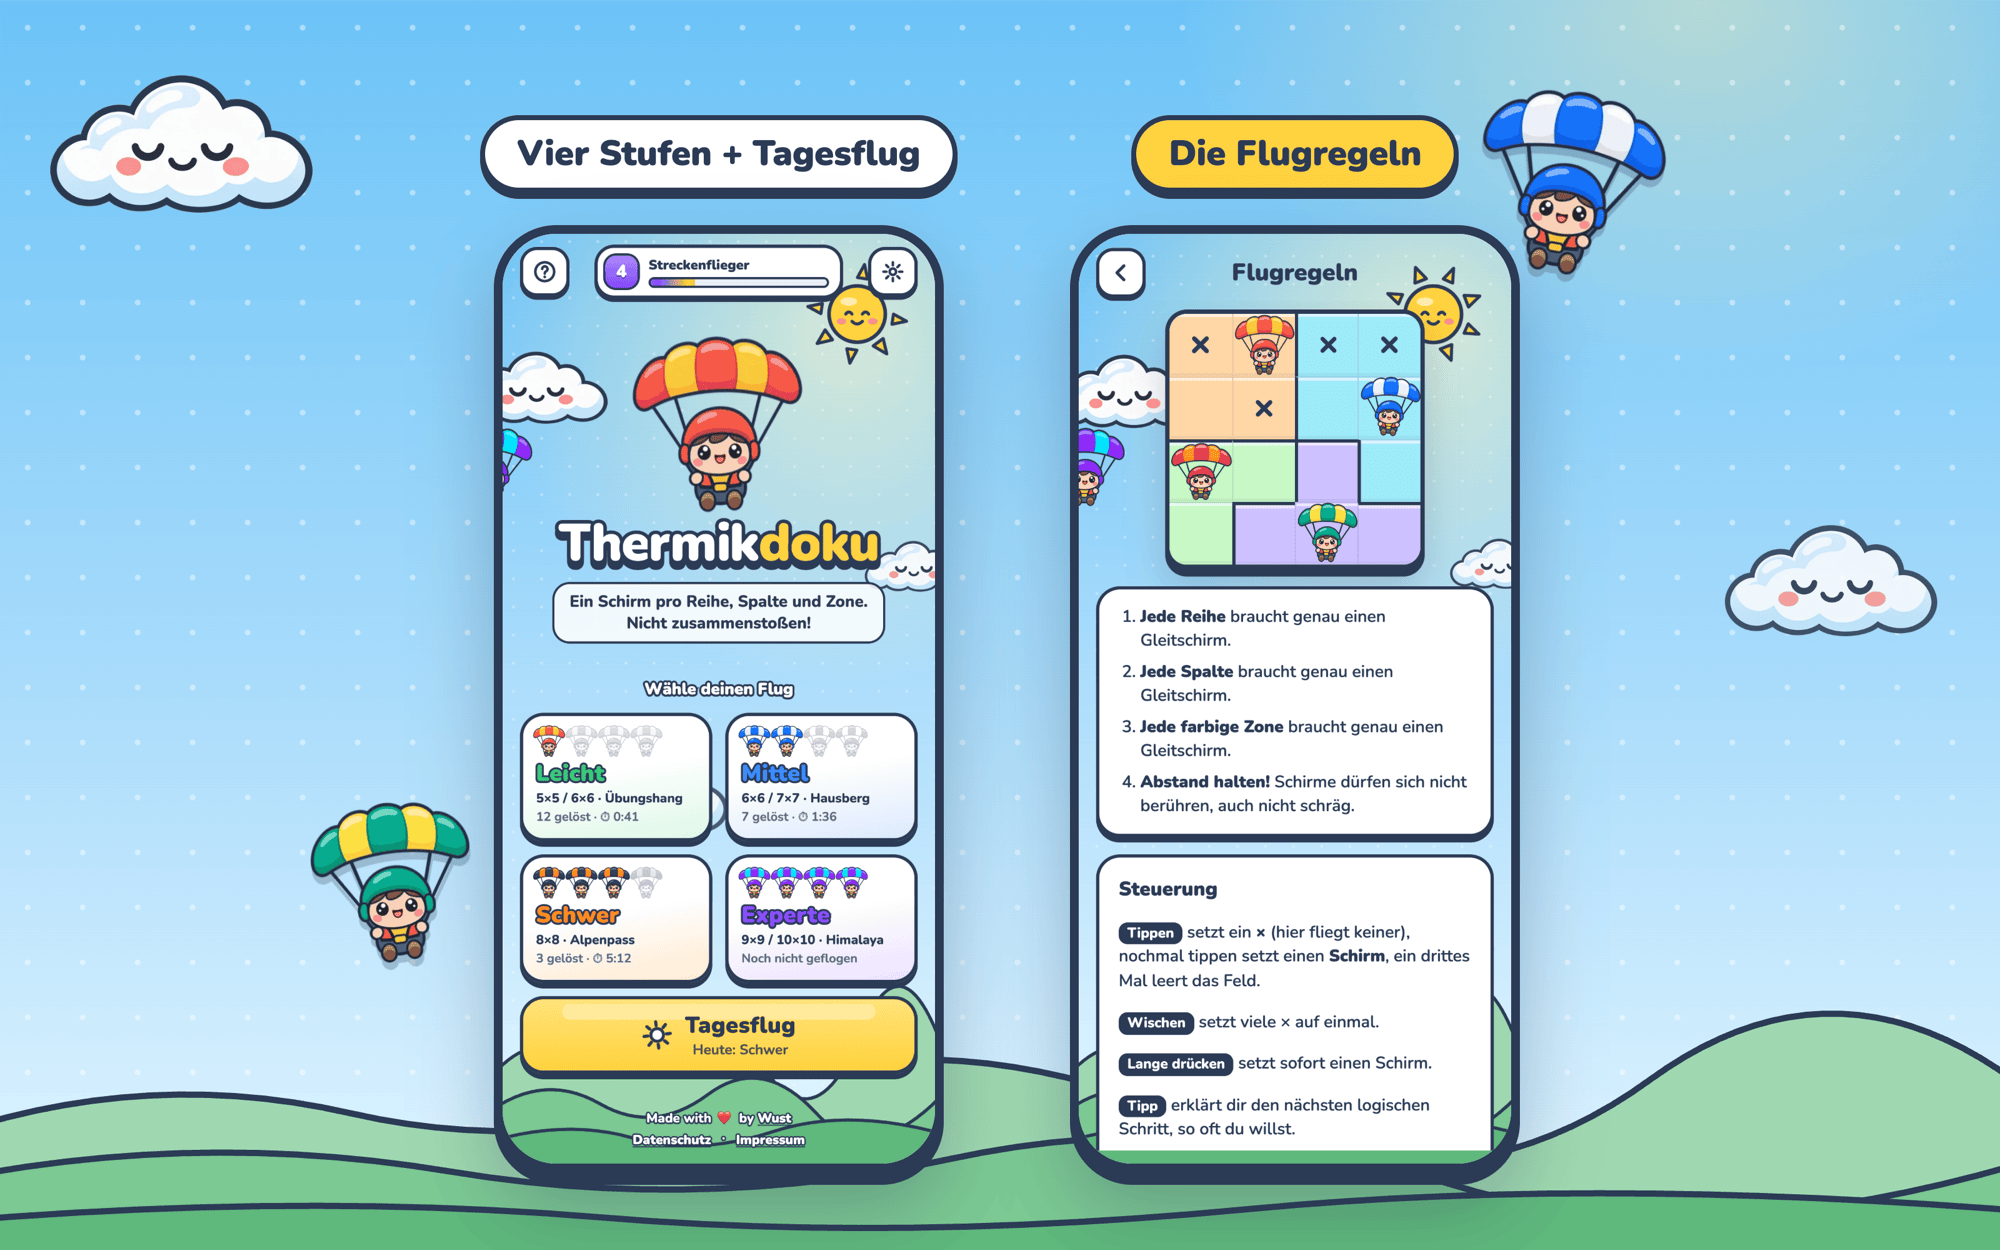 Vier Stufen + Tagesflug
?
4
Streckenflieger
Thermikdoku
Ein Schirm pro Reihe, Spalte und Zone.
Nicht zusammenstoßen!
Wähle deinen Flug
Leicht
5×5 / 6×6 · Übungshang
12 gelöst · ⏱ 0:41
Mittel
6×6 / 7×7 · Hausberg
7 gelöst · ⏱ 1:36
Schwer
8×8 · Alpenpass
3 gelöst · ⏱ 5:12
Experte
9×9 / 10×10 · Himalaya
Noch nicht geflogen
Tagesflug
Heute: Schwer
Made with ❤️ by Wust
Datenschutz · Impressum
Die Flugregeln
Flugregeln
1. Jede Reihe braucht genau einen
Gleitschirm.
2. Jede Spalte braucht genau einen
Gleitschirm.
3. Jede farbige Zone braucht genau einen
Gleitschirm.
4. Abstand halten! Schirme dürfen sich nicht
berühren, auch nicht schräg.
Steuerung
Tippen setzt ein × (hier fliegt keiner),
nochmal tippen setzt einen Schirm, ein drittes
Mal leert das Feld.
Wischen setzt viele × auf einmal.
Lange drücken setzt sofort einen Schirm.
Tipp erklärt dir den nächsten logischen
Schritt, so oft du willst.